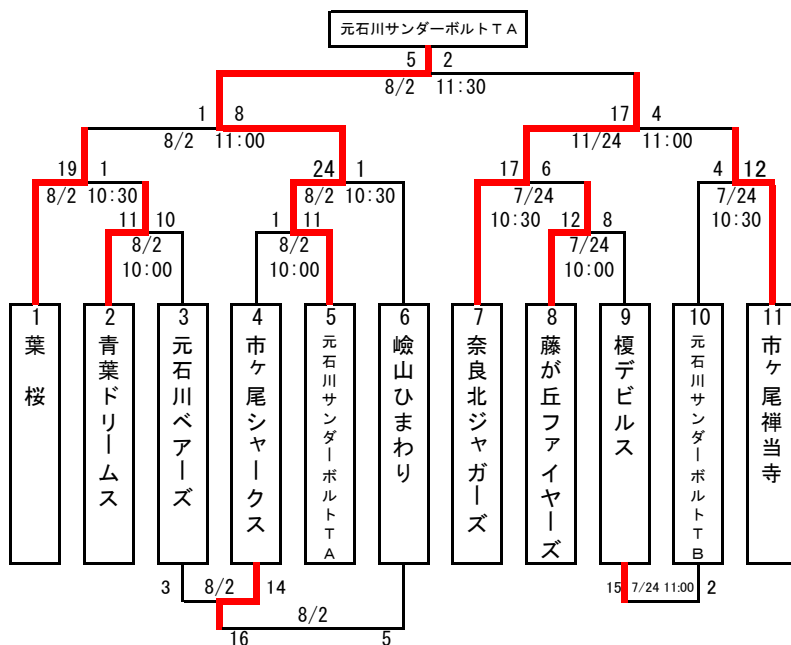 元石川サンダーボルトＴＡ
5 2
8/2 11:30
1 8
8/2 11:00
17 4
11/24 11:00
19 1
8/2 10:30
24 1
8/2 10:30
17 6
7/24
10:30
4 12
7/24
10:30
11 10
8/2
10:00
1 11
8/2
10:00
12 8
7/24
10:00
1
葉桜
2
青葉ドリームス
3
元石川ベアーズ
4
市ヶ尾シャークス
5
元石川サンダーボルトＴＡ
6
嶮山ひまわり
7
奈良北ジャガーズ
8
藤が丘ファイヤーズ
9
榎デビルス
10
元石川サンダーボルトＴＢ
11
市ヶ尾禅当寺
3 8/2 14
15 7/24 11:00 2
8/2
16 5